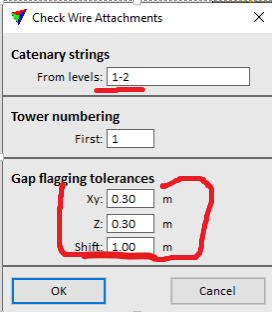 Check Wire Attachments
Catenary strings
From levels: 1-2
Tower numbering
First: 1
Gap flagging tolerances
Xy: 0.30 m
Z: 0.30 m
Shift: 1.00 m
OK Cancel